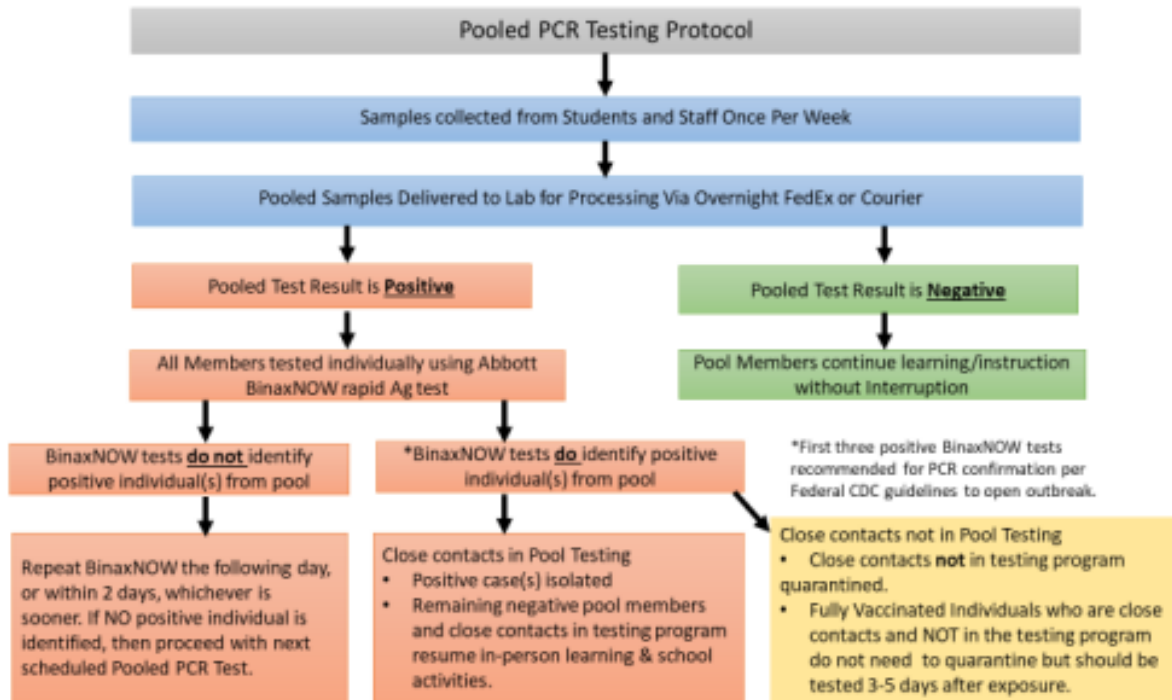 Pooled PCR Testing Protocol
Samples collected from Students and Staff Once Per Week
Pooled Samples Delivered to Lab for Processing Via Overnight FedEx or Courier
Pooled Test Result is Positive
Pooled Test Result is Negative
All Members tested individually using Abbott
BinaxNOW rapid Ag test
Pool Members continue learning/instruction
without Interruption
BinaxNOW tests do not identify
positive individual(s) from pool
*BinaxNOW tests do identify positive
individual(s) from pool
*First three positive BinaxNOW tests
recommended for PCR confirmation per
Federal CDC guidelines to open outbreak.
Repeat BinaxNOW the following day,
or within 2 days, whichever is
sooner. If NO positive individual is
identified, then proceed with next
scheduled Pooled PCR Test.
Close contacts in Pool Testing
• Positive case(s) isolated
• Remaining negative pool members
and close contacts in testing program
resume in-person learning & school
activities.
Close contacts not in Pool Testing
• Close contacts not in testing program
quarantined.
• Fully Vaccinated Individuals who are close
contacts and NOT in the testing program
do not need to quarantine but should be
tested 3-5 days after exposure.